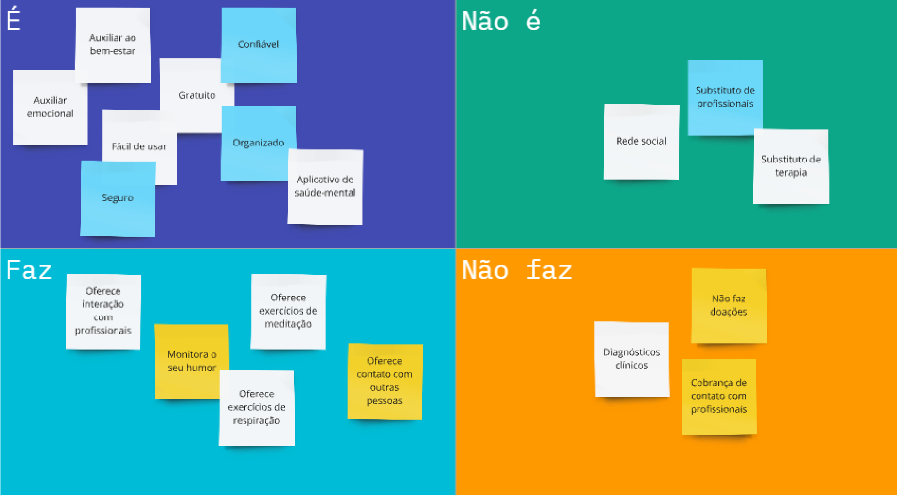 É
Auxiliar ao
bem-estar
Confiável
Auxiliar
emocional
Gratuito
Fácil de usar
Organizado
Seguro
Aplicativo de
saúde-mental
Não é
Substituto de
profissionais
Rede social
Substituto de
terapia
Faz
Oferece
interação
com
profissionais
Oferece
exercícios de
meditação
Monitora o
seu humor
Oferece
exercícios de
respiração
Oferece
contato com
outras
pessoas
Não faz
Não faz
doações
Diagnósticos
clínicos
Cobrança de
contato com
profissionais